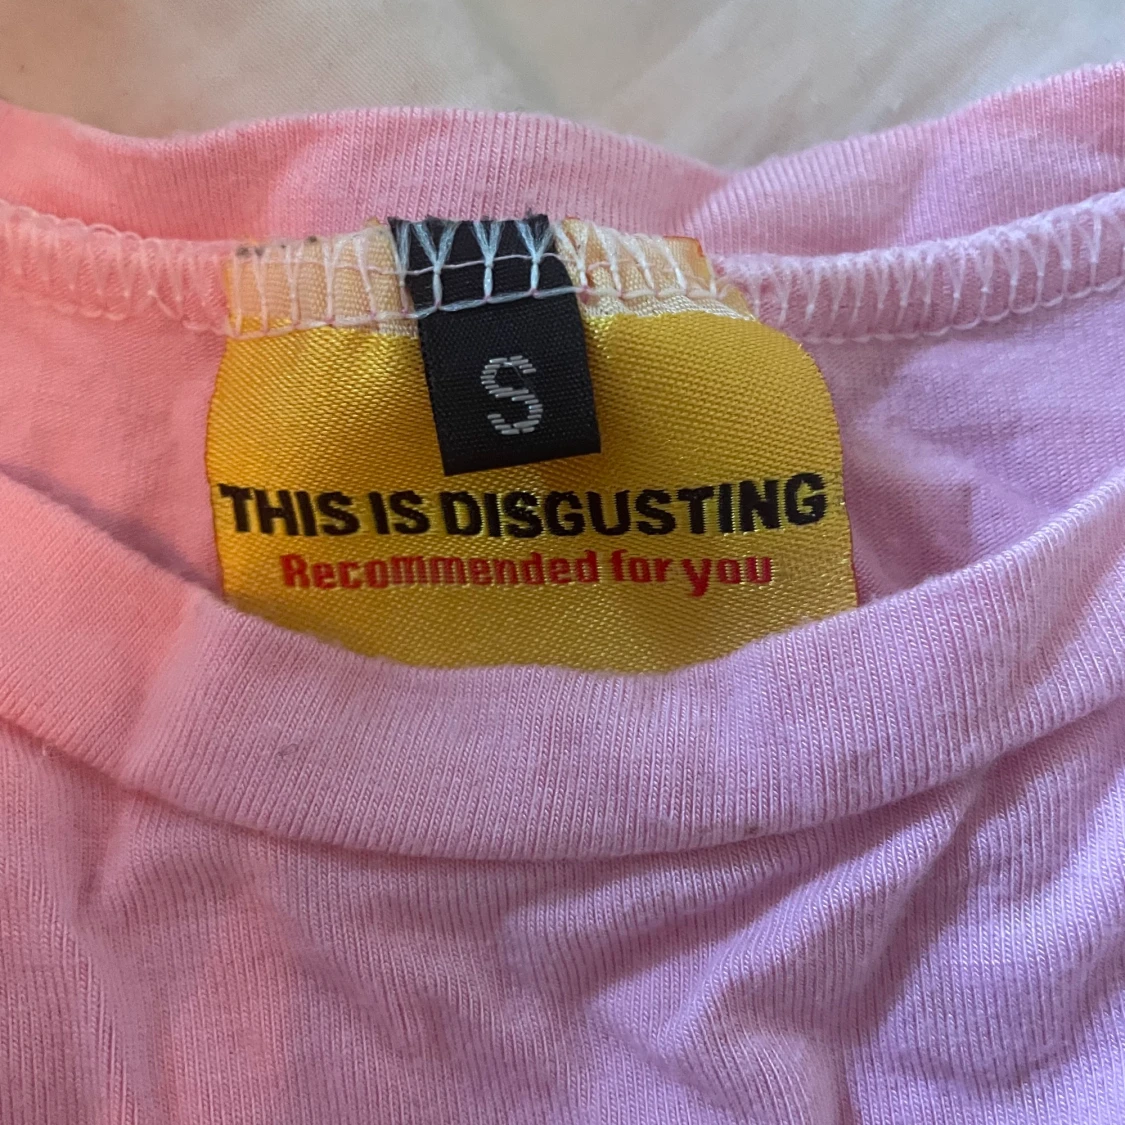 S
THIS IS DISGUSTING
Recommended for you